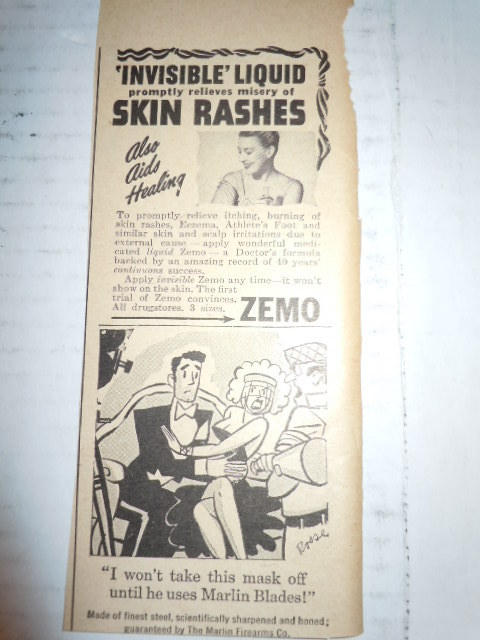 'INVISIBLE' LIQUID
promptly relieves misery of
SKIN RASHES
Also
Aids
Healing
To promptly relieve itching, burning of
skin rashes, Eczema, Athlete's Foot and
similar skin and scalp irritations due to
external cause — apply wonderful medi-
cated liquid Zemo — a Doctor's formula
backed by an amazing record of 40 years'
continuous success.
Apply invisible Zemo any time—it won't
show on the skin. The first
trial of Zemo convinces.
All drugstores. 3 sizes.
ZEMO
"I won't take this mask off
until he uses Marlin Blades!"
Made of finest steel, scientifically sharpened and honed;
guaranteed by The Marlin Firearms Co.